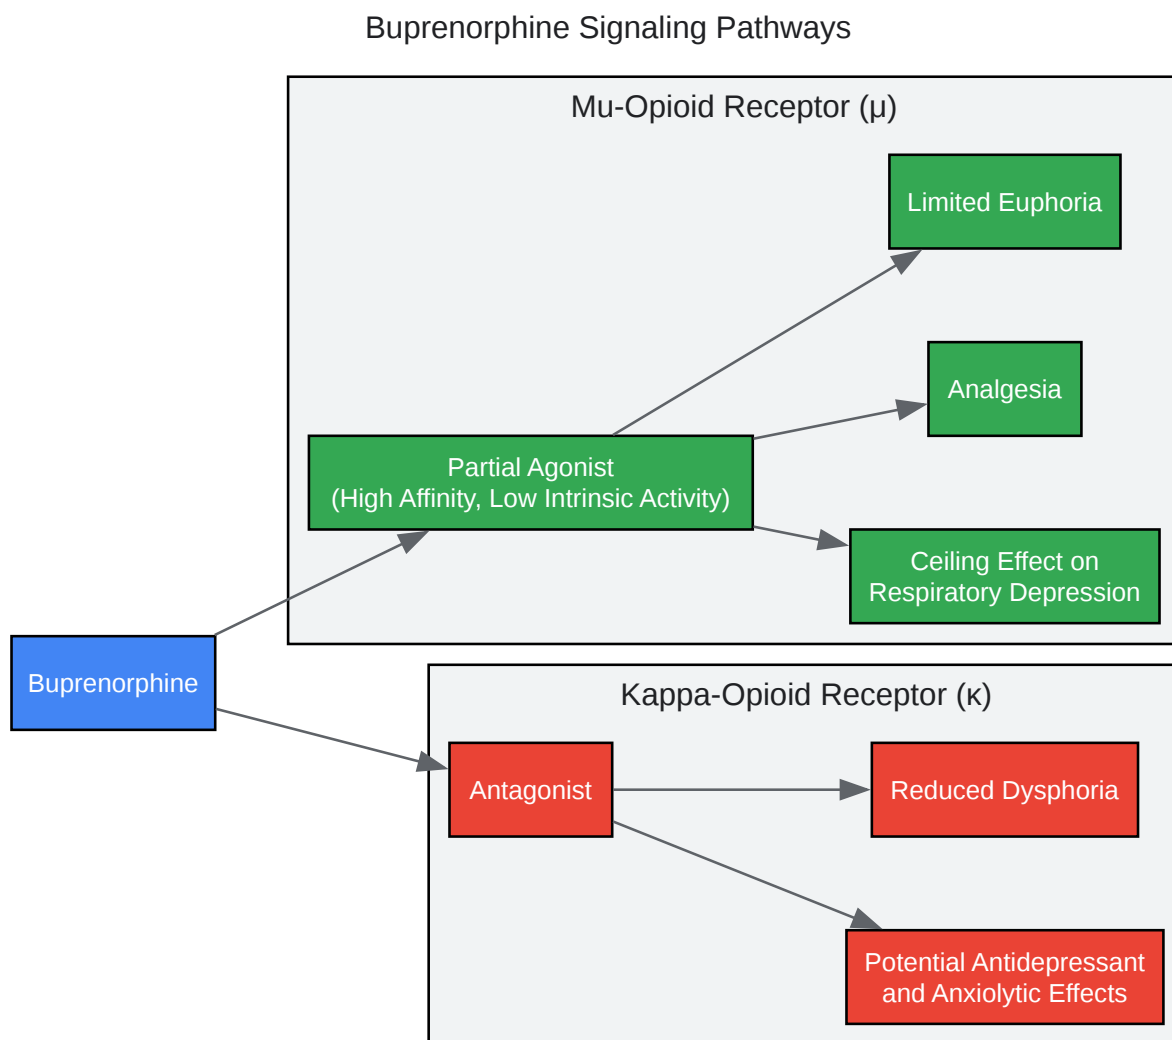 Buprenorphine Signaling Pathways
Mu-Opioid Receptor (μ)
Limited Euphoria
Analgesia
Partial Agonist
(High Affinity, Low Intrinsic Activity)
Ceiling Effect on
Respiratory Depression
Buprenorphine
Kappa-Opioid Receptor (κ)
Antagonist
Reduced Dysphoria
Potential Antidepressant
and Anxiolytic Effects